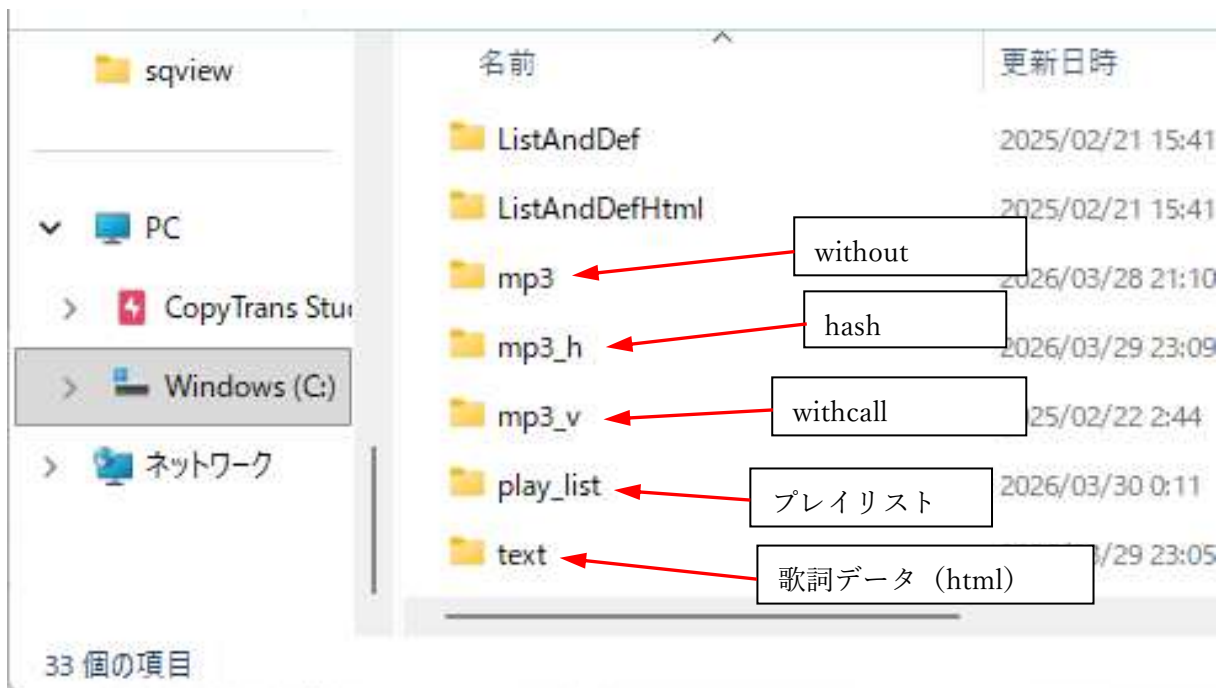 sqview
PC
CopyTrans Stu
Windows (C:)
ネットワーク
名前
更新日時
ListAndDef
2025/02/21 15:41
ListAndDefHtml
2025/02/21 15:41
without
mp3
2026/03/28 21:10
hash
mp3_h
2026/03/29 23:09
withcall
mp3_v
25/02/22 2:44
play_list
プレイリスト
2026/03/30 0:11
text
歌詞データ（html）
/29 23:05
33 個の項目